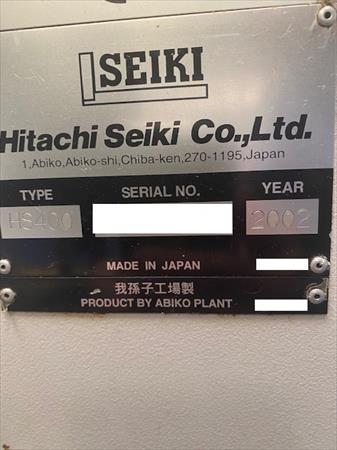 SEIKI
Hitachi Seiki Co.,Ltd.
1,Abiko,Abiko-shi,Chiba-ken,270-1195,Japan
TYPE SERIAL NO. YEAR
HS400 2002
MADE IN JAPAN
我孫子工場製
PRODUCT BY ABIKO PLANT